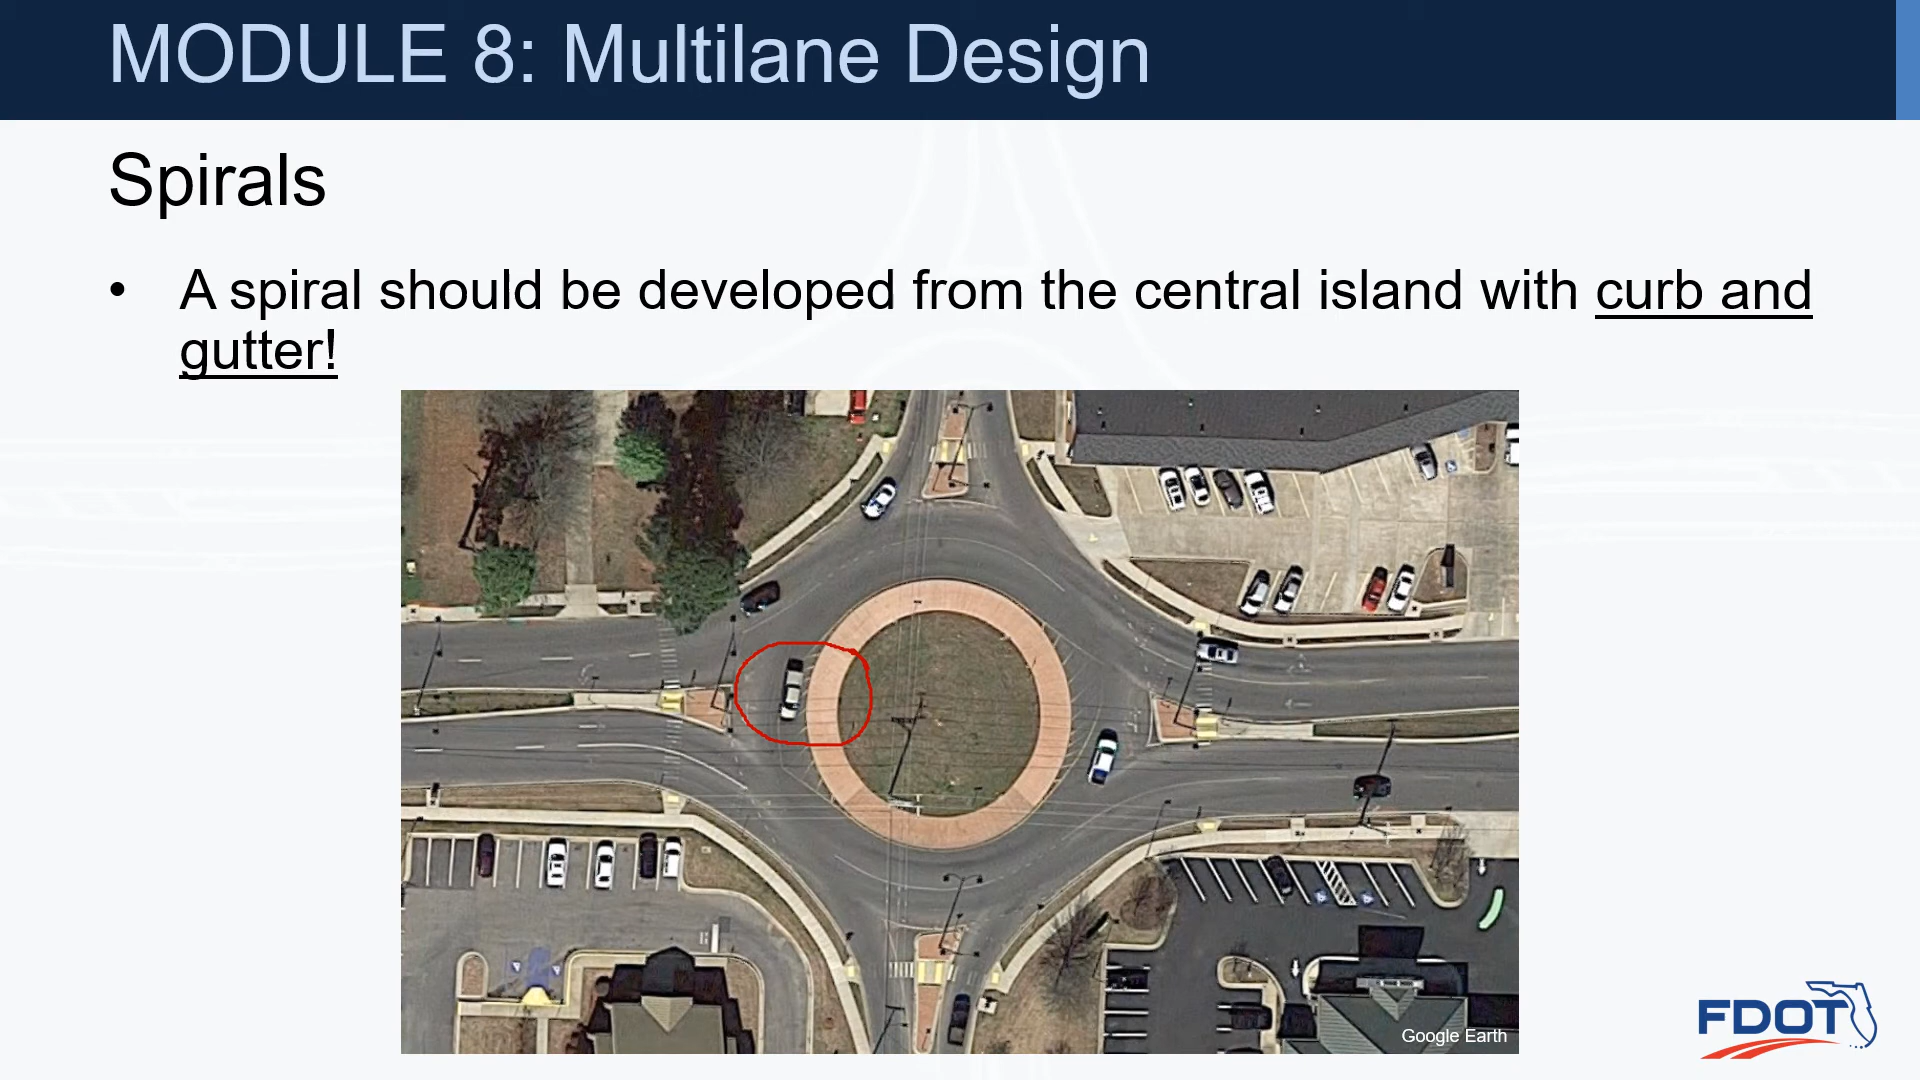 MODULE 8: Multilane Design
Spirals
• A spiral should be developed from the central island with curb and
gutter!
Google Earth
FDOT